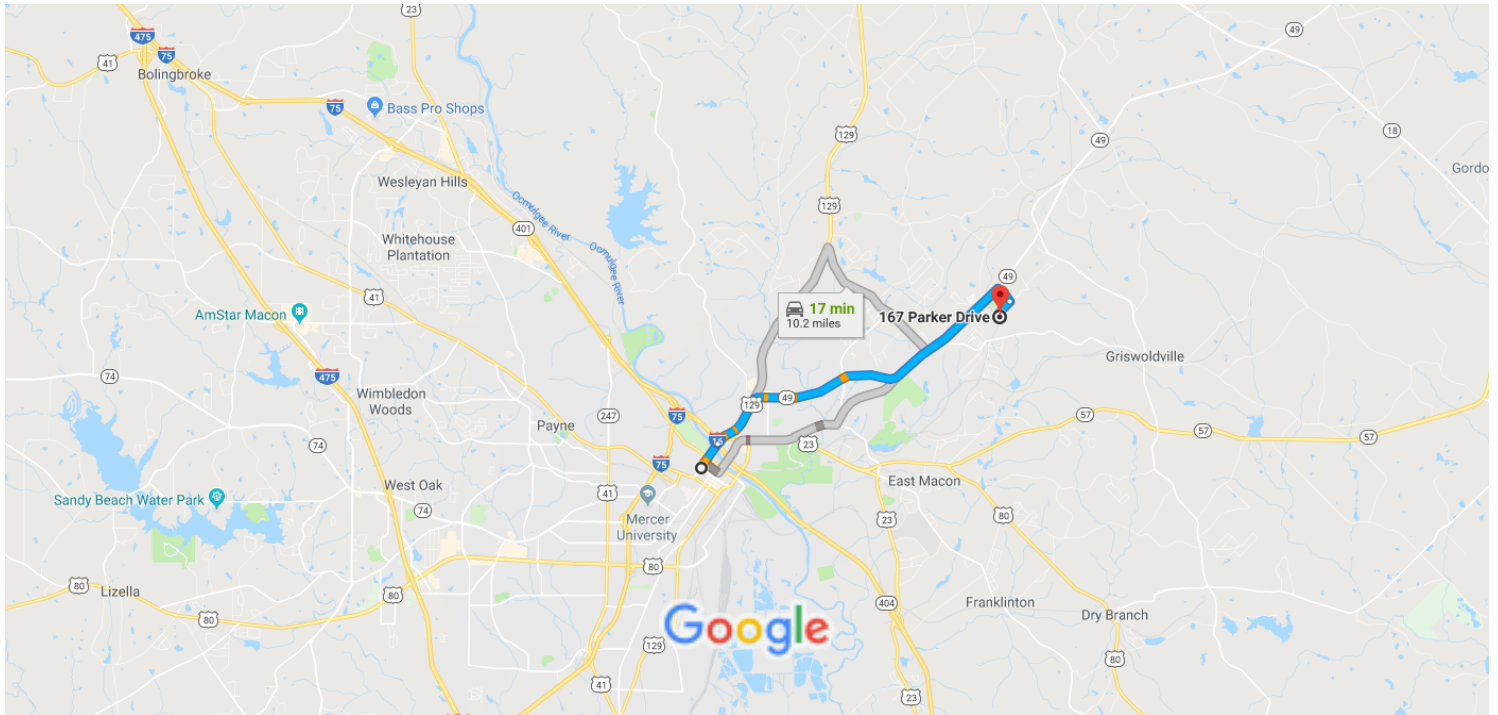 23
49
475
75
41
Bolingbroke
75
Bass Pro Shops
129
49
18
Gordo
Wesleyan Hills
Ocmulgee River
129
401
Whitehouse
Plantation
Ocmulgee River
49
41
17 min
10.2 miles
AmStar Macon
167 Parker Drive
Griswoldville
475
74
Wimbledon
Woods
129
49
247
75
57
Payne
16
23
57
57
74
75
East Macon
West Oak
41
Sandy Beach Water Park
74
Mercer
University
23
80
80
80
80
Lizella
404
Franklinton
Dry Branch
80
Google
129
80
41
23